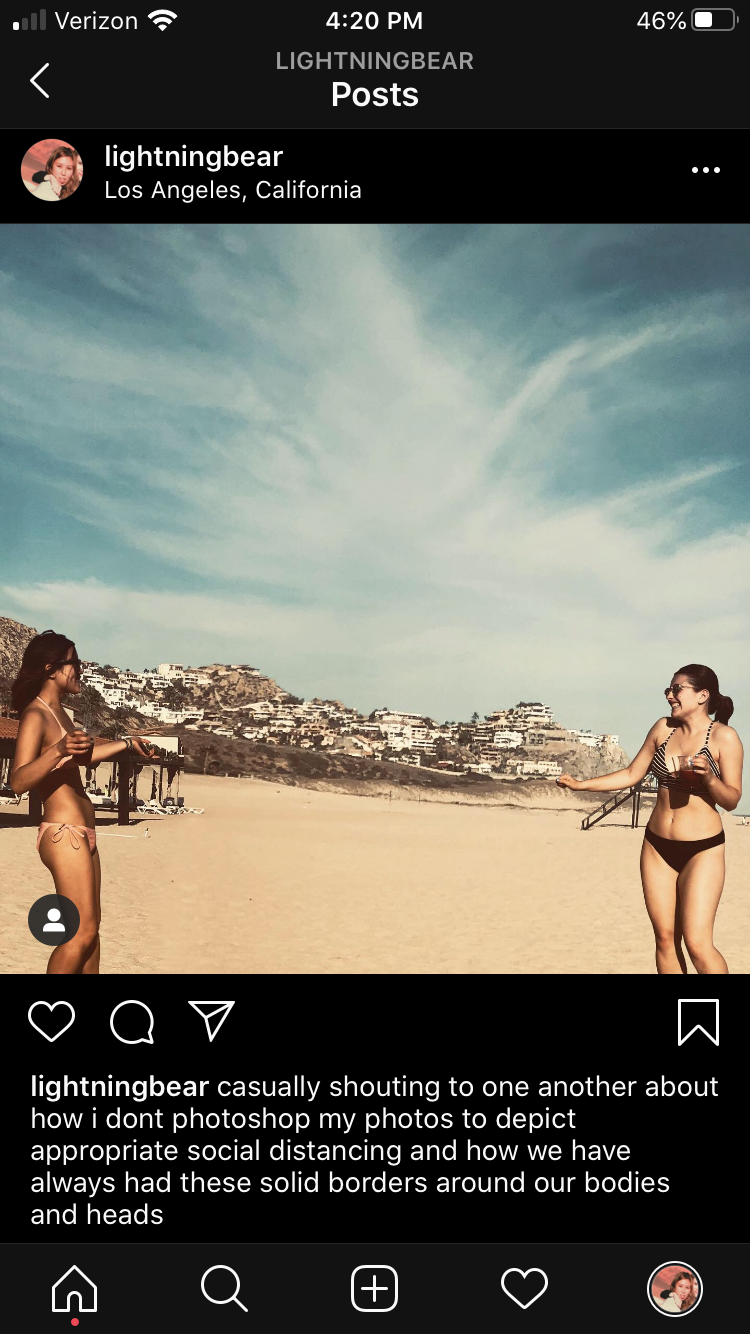 Verizon 4:20 PM 46%
LIGHTNINGBEAR
Posts
lightningbear
Los Angeles, California
lightningbear casually shouting to one another about
how i dont photoshop my photos to depict
appropriate social distancing and how we have
always had these solid borders around our bodies
and heads